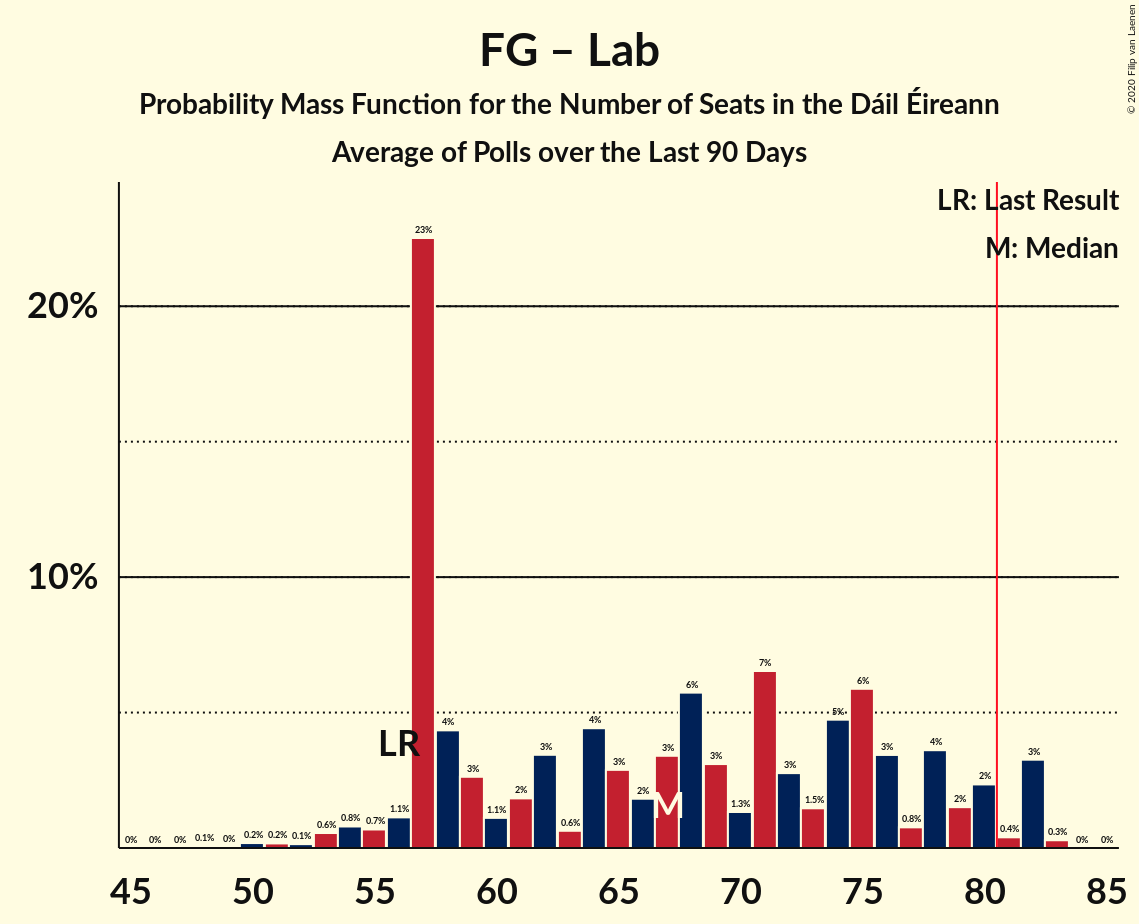 FG – Lab
Probability Mass Function for the Number of Seats in the Dáil Éireann
Average of Polls over the Last 90 Days
© 2020 Filip van Laenen
LR: Last Result
M: Median
20%
10%
LR
M
0% 0% 0% 0.1% 0% 0.2% 0.2% 0.1% 0.6% 0.8% 0.7% 1.1% 23% 4% 3% 1.1% 2% 3% 0.6% 4% 3% 2% 3% 6% 3% 1.3% 7% 3% 1.5% 5% 6% 3% 0.8% 4% 2% 2% 0.4% 3% 0.3% 0% 0%
45 50 55 60 65 70 75 80 85